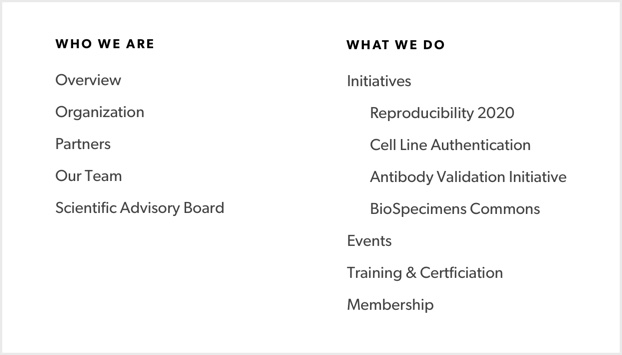 WHO WE ARE
Overview
Organization
Partners
Our Team
Scientific Advisory Board
WHAT WE DO
Initiatives
Reproducibility 2020
Cell Line Authentication
Antibody Validation Initiative
BioSpecimens Commons
Events
Training & Certficiation
Membership